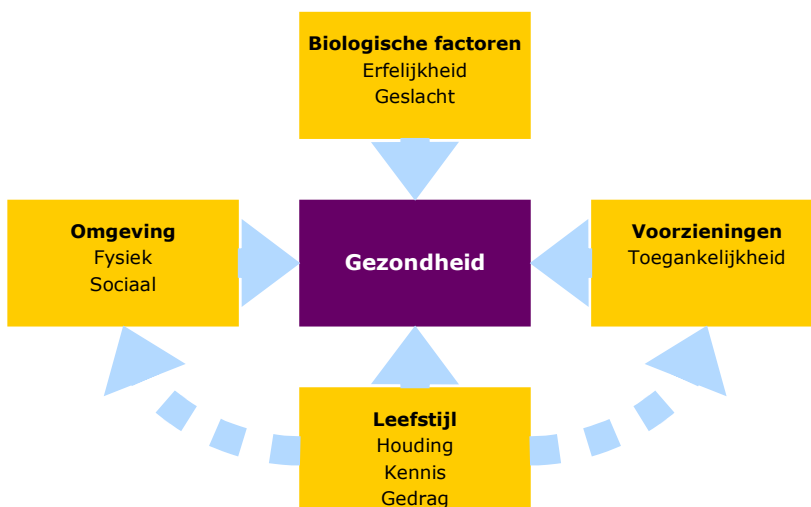 Biologische factoren
Erfelijkheid
Geslacht
Omgeving
Fysiek
Sociaal
Gezondheid
Voorzieningen
Toegankelijkheid
Leefstijl
Houding
Kennis
Gedrag